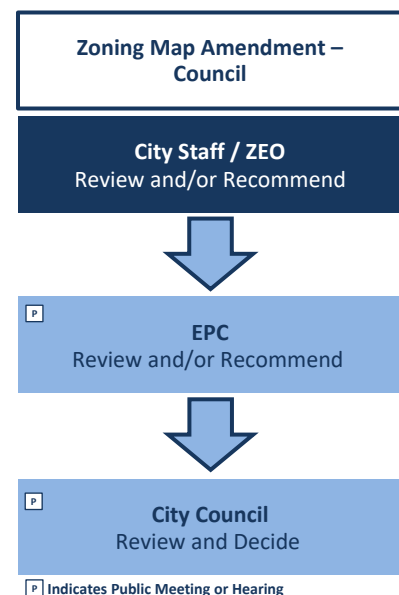 Zoning Map Amendment –
Council
City Staff / ZEO
Review and/or Recommend
P
EPC
Review and/or Recommend
P
City Council
Review and Decide
P Indicates Public Meeting or Hearing